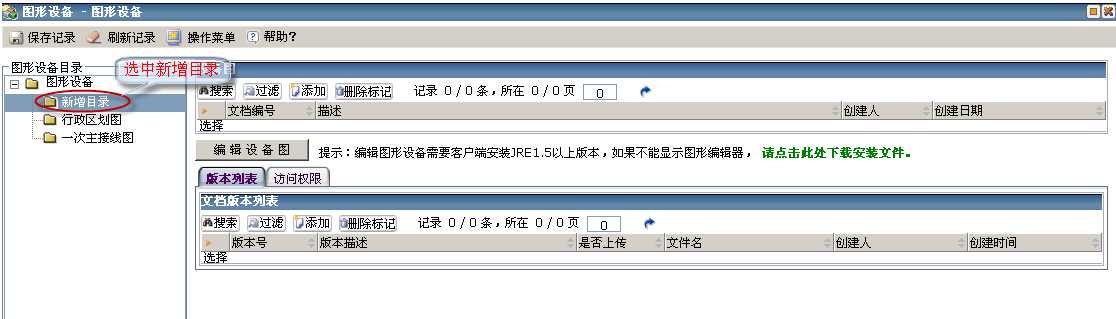 图形设备 - 图形设备
保存记录 刷新记录 操作菜单 帮助?
图形设备目录
图形设备
选中新增目录
新增目录
行政区划图
一次主接线图
目
搜索 过滤 添加 删除标记 记录 0/0条,所在 0/0页 0
文档编号 描述 创建人 创建日期
选择
编辑设备图 提示:编辑图形设备需要客户端安装JRE1.5以上版本,如果不能显示图形编辑器, 请点击此处下载安装文件。
版本列表 访问权限
文档版本列表
搜索 过滤 添加 删除标记 记录 0/0条,所在 0/0页 0
版本号 版本描述 是否上传 文件名 创建人 创建时间
选择